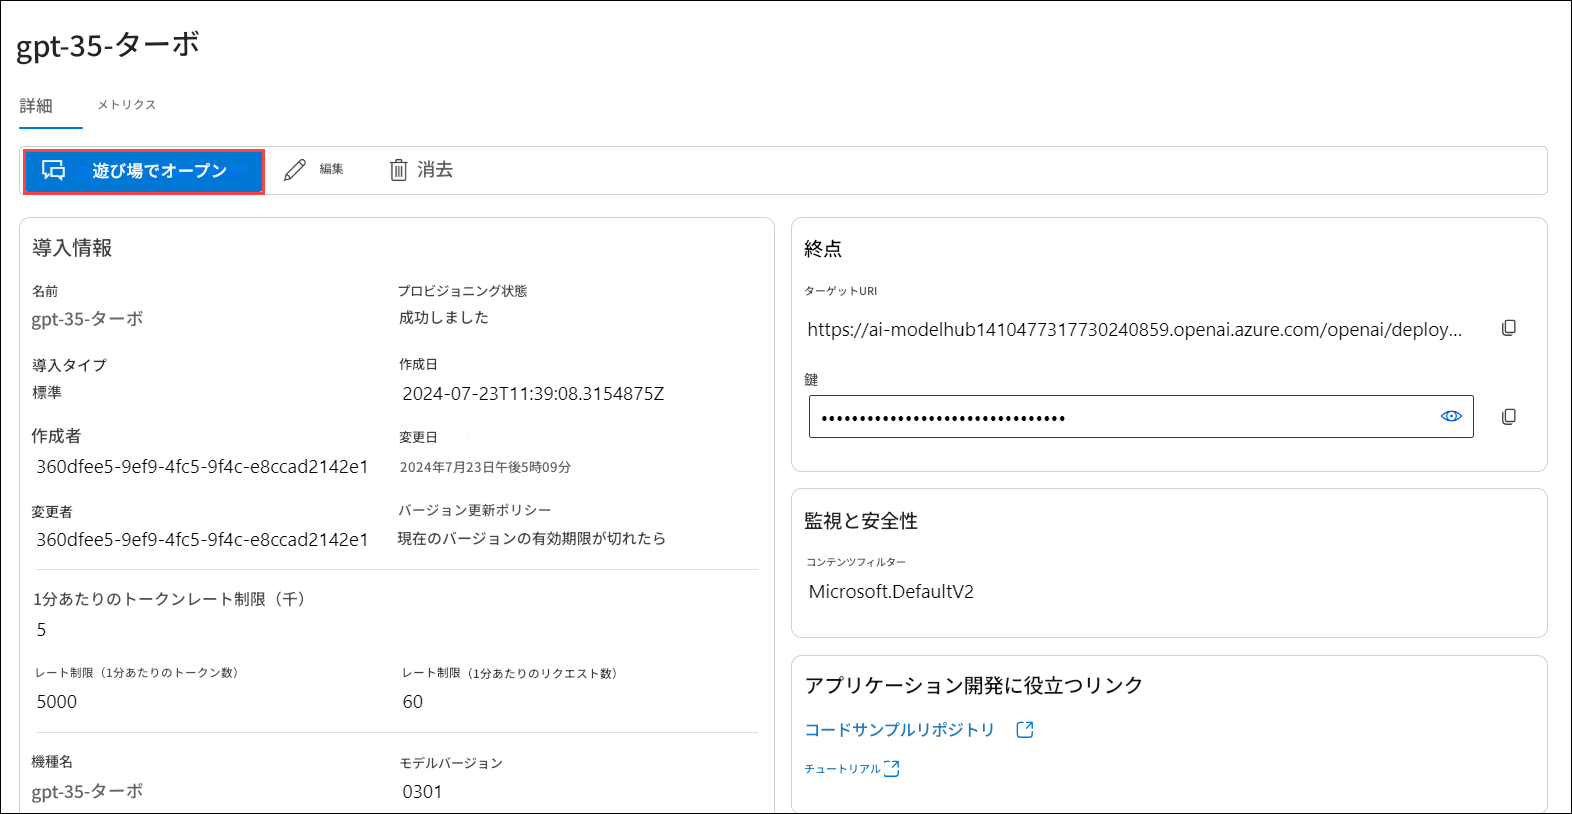 gpt-35-ターボ
詳細
メトリクス
遊び場でオープン
編集
消去
導入情報
名前
プロビジョニング状態
gpt-35-ターボ
成功しました
導入タイプ
作成日
標準
2024-07-23T11:39:08.3154875Z
作成者
変更日
360dfee5-9ef9-4fc5-9f4c-e8ccad2142e1
2024年7月23日午後5時09分
変更者
バージョン更新ポリシー
360dfee5-9ef9-4fc5-9f4c-e8ccad2142e1
現在のバージョンの有効期限が切れたら
1分あたりのトークンレート制限（千）
5
レート制限（1分あたりのトークン数）
レート制限（1分あたりのリクエスト数）
5000
60
機種名
モデルバージョン
gpt-35-ターボ
0301
終点
ターゲットURI
https://ai-modelhub1410477317730240859.openai.azure.com/openai/deploy...
鍵
••••••••••••••••••••••••••••••••
監視と安全性
コンテンツフィルター
Microsoft.DefaultV2
アプリケーション開発に役立つリンク
コードサンプルリポジトリ
チュートリアル